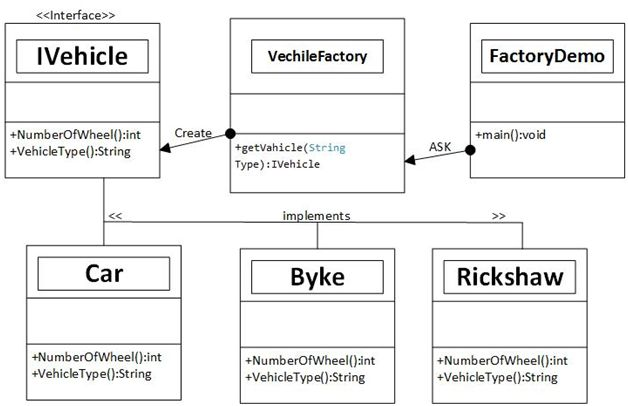 <<Interface>>
IVehicle
+NumberOfWheel():int
+VehicleType():String
Create
VechileFactory
+getVahicle(String
Type):IVehicle
ASK
FactoryDemo
+main():void
<< implements >>
Car
+NumberOfWheel():int
+VehicleType():String
Byke
+NumberOfWheel():int
+VehicleType():String
Rickshaw
+NumberOfWheel():int
+VehicleType():String